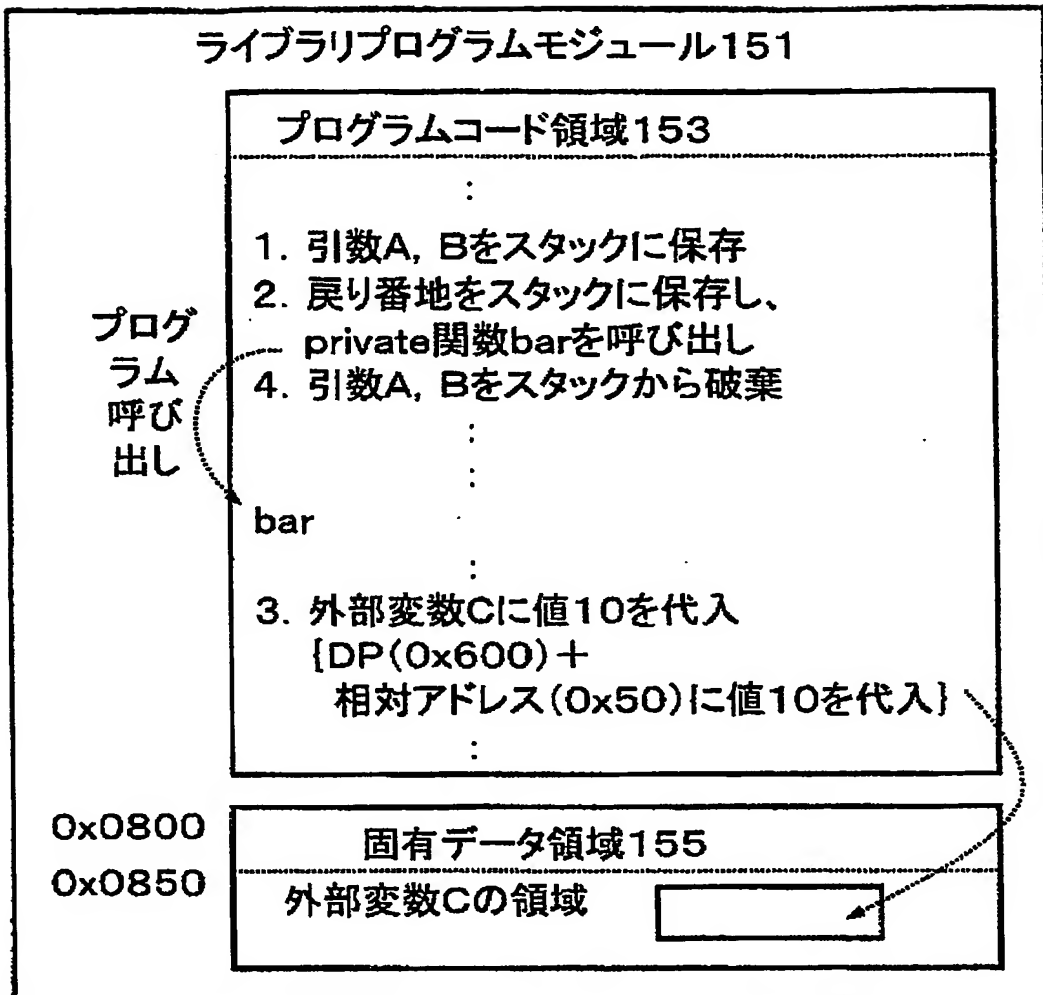 ライブラリプログラムモジュール151
プログラムコード領域153
:
1. 引数A, Bをスタックに保存
2. 戻り番地をスタックに保存し、
private関数barを呼び出し
4. 引数A, Bをスタックから破棄
:
:
プログ
ラム
呼び
出し
bar
:
3. 外部変数Cに値10を代入
{DP(0x600)+
相対アドレス(0x50)に値10を代入}
:
0x0800
固有データ領域155
0x0850
外部変数Cの領域